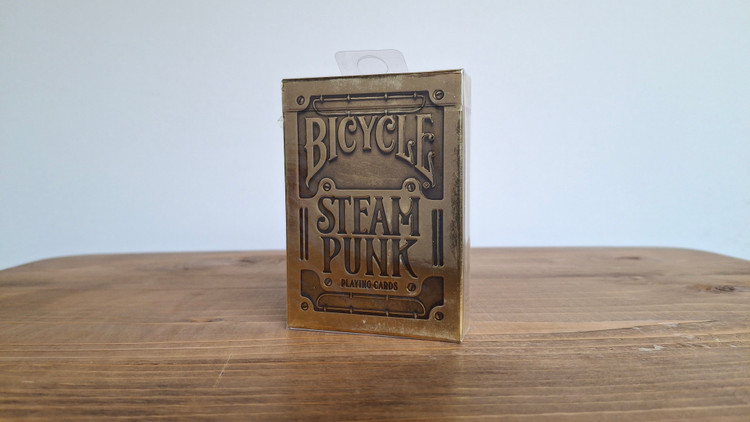 BICYCLE
®
STEAM
PUNK
PLAYING CARDS